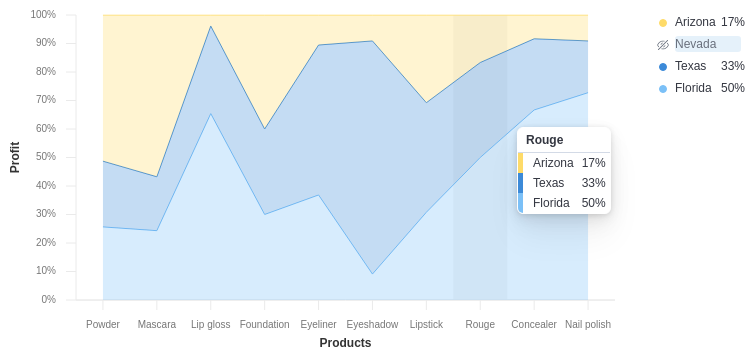 Profit
100%
90%
80%
70%
60%
50%
40%
30%
20%
10%
0%
Powder Mascara Lip gloss Foundation Eyeliner Eyeshadow Lipstick Rouge Concealer Nail polish
Products
Rouge
Arizona 17%
Texas 33%
Florida 50%
Arizona 17%
Nevada
Texas 33%
Florida 50%